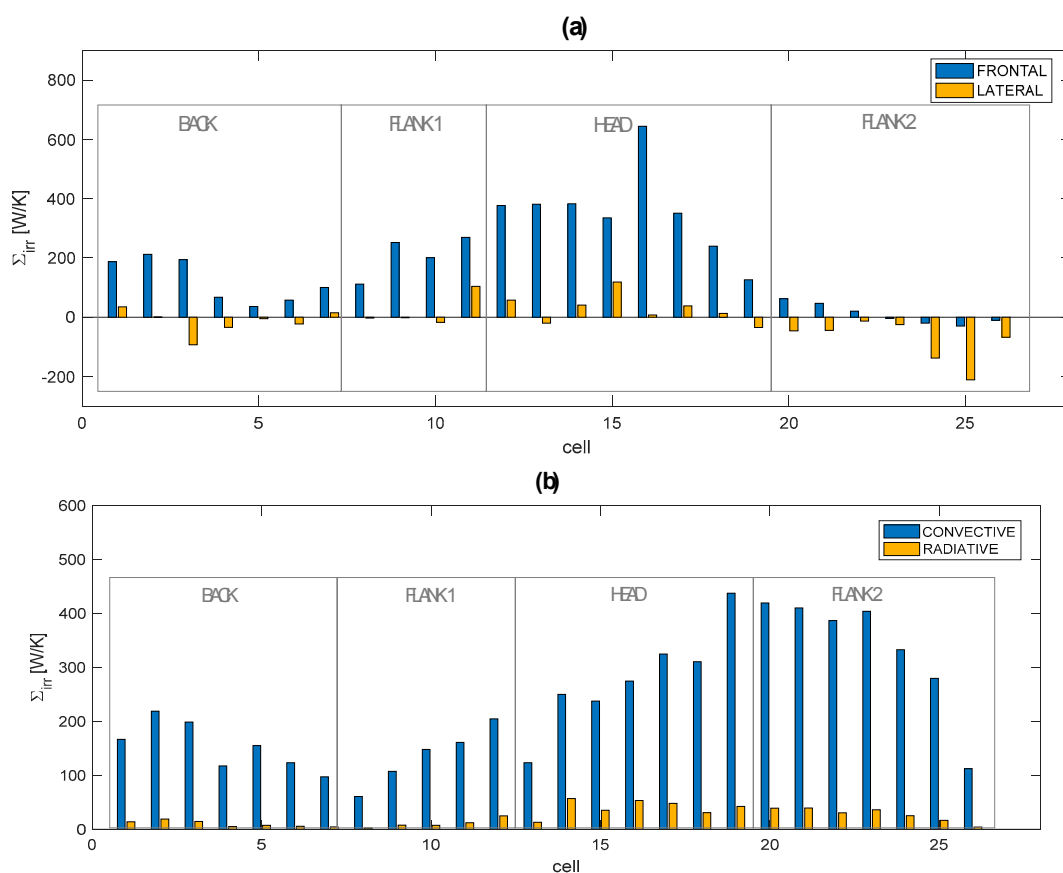 (a)
FRONTAL
LATERAL
BACK
FLANK1
HEAD
FLANK2
800
600
400
200
0
-200
Σirr [W/K]
0
5
10
15
20
25
cell
(b)
CONVECTIVE
RADIATIVE
BACK
FLANK1
HEAD
FLANK2
600
500
400
300
200
100
0
Σirr [W/K]
0
5
10
15
20
25
cell